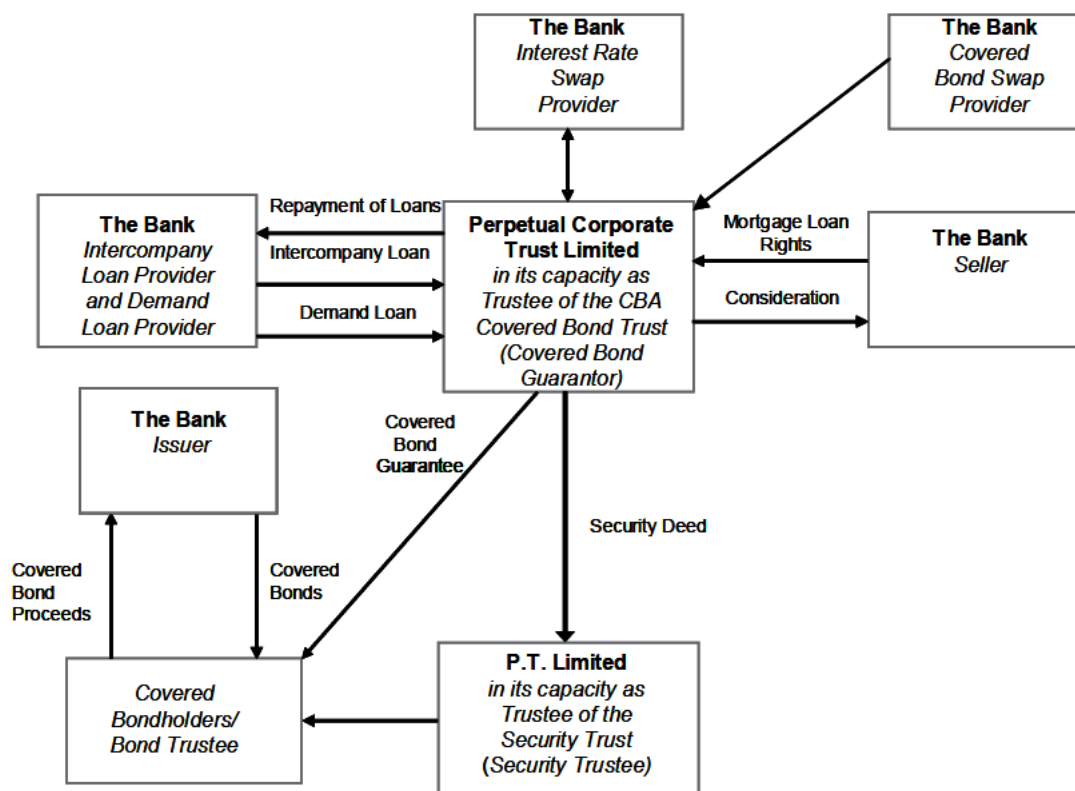 The Bank
Interest Rate
Swap
Provider
The Bank
Covered
Bond Swap
Provider
The Bank
Intercompany
Loan Provider
and Demand
Loan Provider
Repayment of Loans
Intercompany Loan
Demand Loan
Perpetual Corporate
Trust Limited
in its capacity as
Trustee of the CBA
Covered Bond Trust
(Covered Bond
Guarantor)
Mortgage Loan
Rights
Consideration
The Bank
Seller
The Bank
Issuer
Covered
Bond
Guarantee
Security Deed
Covered
Bond
Proceeds
Covered
Bonds
Covered
Bondholders/
Bond Trustee
P.T. Limited
in its capacity as
Trustee of the
Security Trust
(Security Trustee)